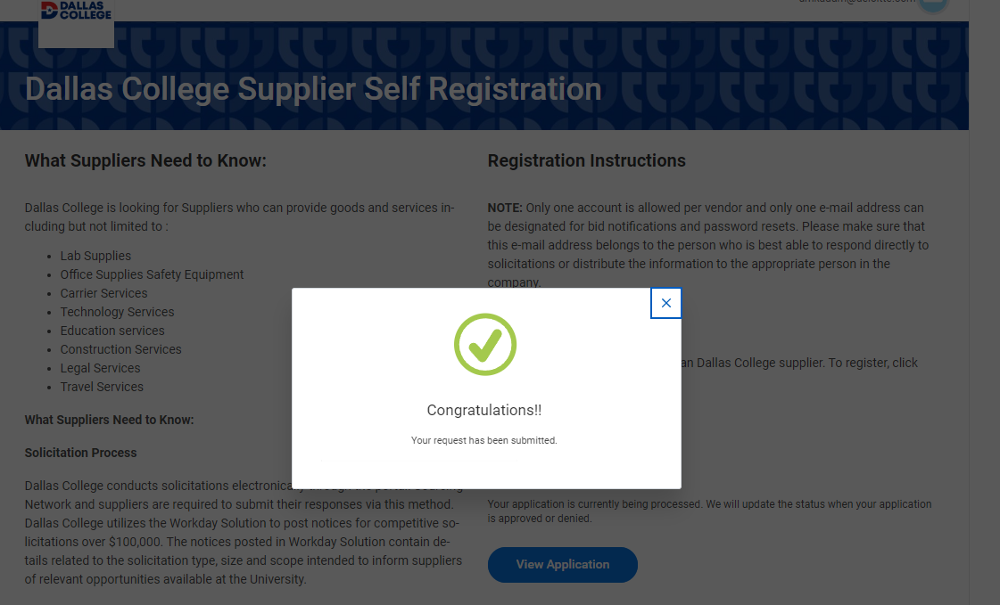 DALLAS
COLLEGE
Dallas College Supplier Self Registration
What Suppliers Need to Know:
Dallas College is looking for Suppliers who can provide goods and services in-
cluding but not limited to :
• Lab Supplies
• Office Supplies Safety Equipment
• Carrier Services
• Technology Services
• Education services
• Construction Services
• Legal Services
• Travel Services
What Suppliers Need to Know:
Solicitation Process
Dallas College conducts solicitations electronically through the portal. Sourcing
Network and suppliers are required to submit their responses via this method.
Dallas College utilizes the Workday Solution to post notices for competitive so-
licitations over $100,000. The notices posted in Workday Solution contain de-
tails related to the solicitation type, size and scope intended to inform suppliers
of relevant opportunities available at the University.
Registration Instructions
NOTE: Only one account is allowed per vendor and only one e-mail address can
be designated for bid notifications and password resets. Please make sure that
this e-mail address belongs to the person who is best able to respond directly to
solicitations or distribute the information to the appropriate person in the
company.
an Dallas College supplier. To register, click
Congratulations!!
Your request has been submitted.
Your application is currently being processed. We will update the status when your application
is approved or denied.
View Application